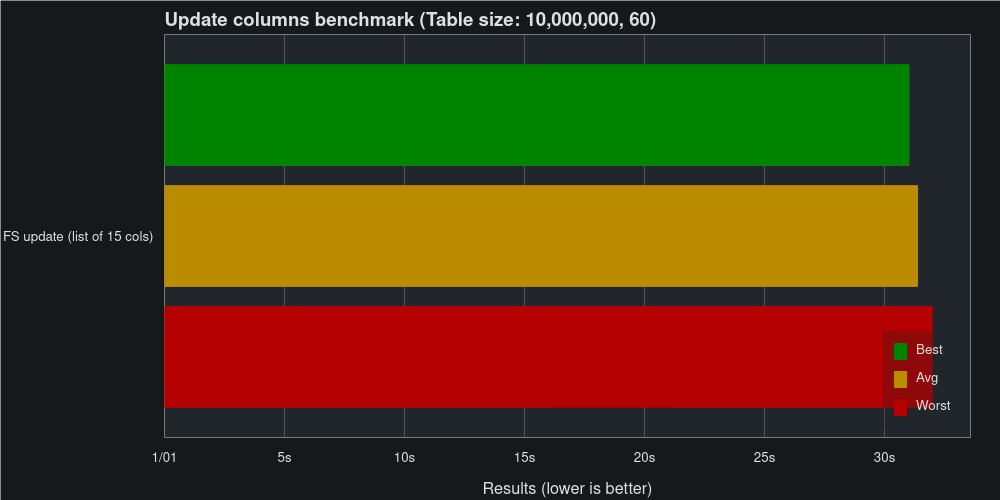 Update columns benchmark (Table size: 10,000,000, 60)
FS update (list of 15 cols)
Best
Avg
Worst
1/01 5s 10s 15s 20s 25s 30s
Results (lower is better)